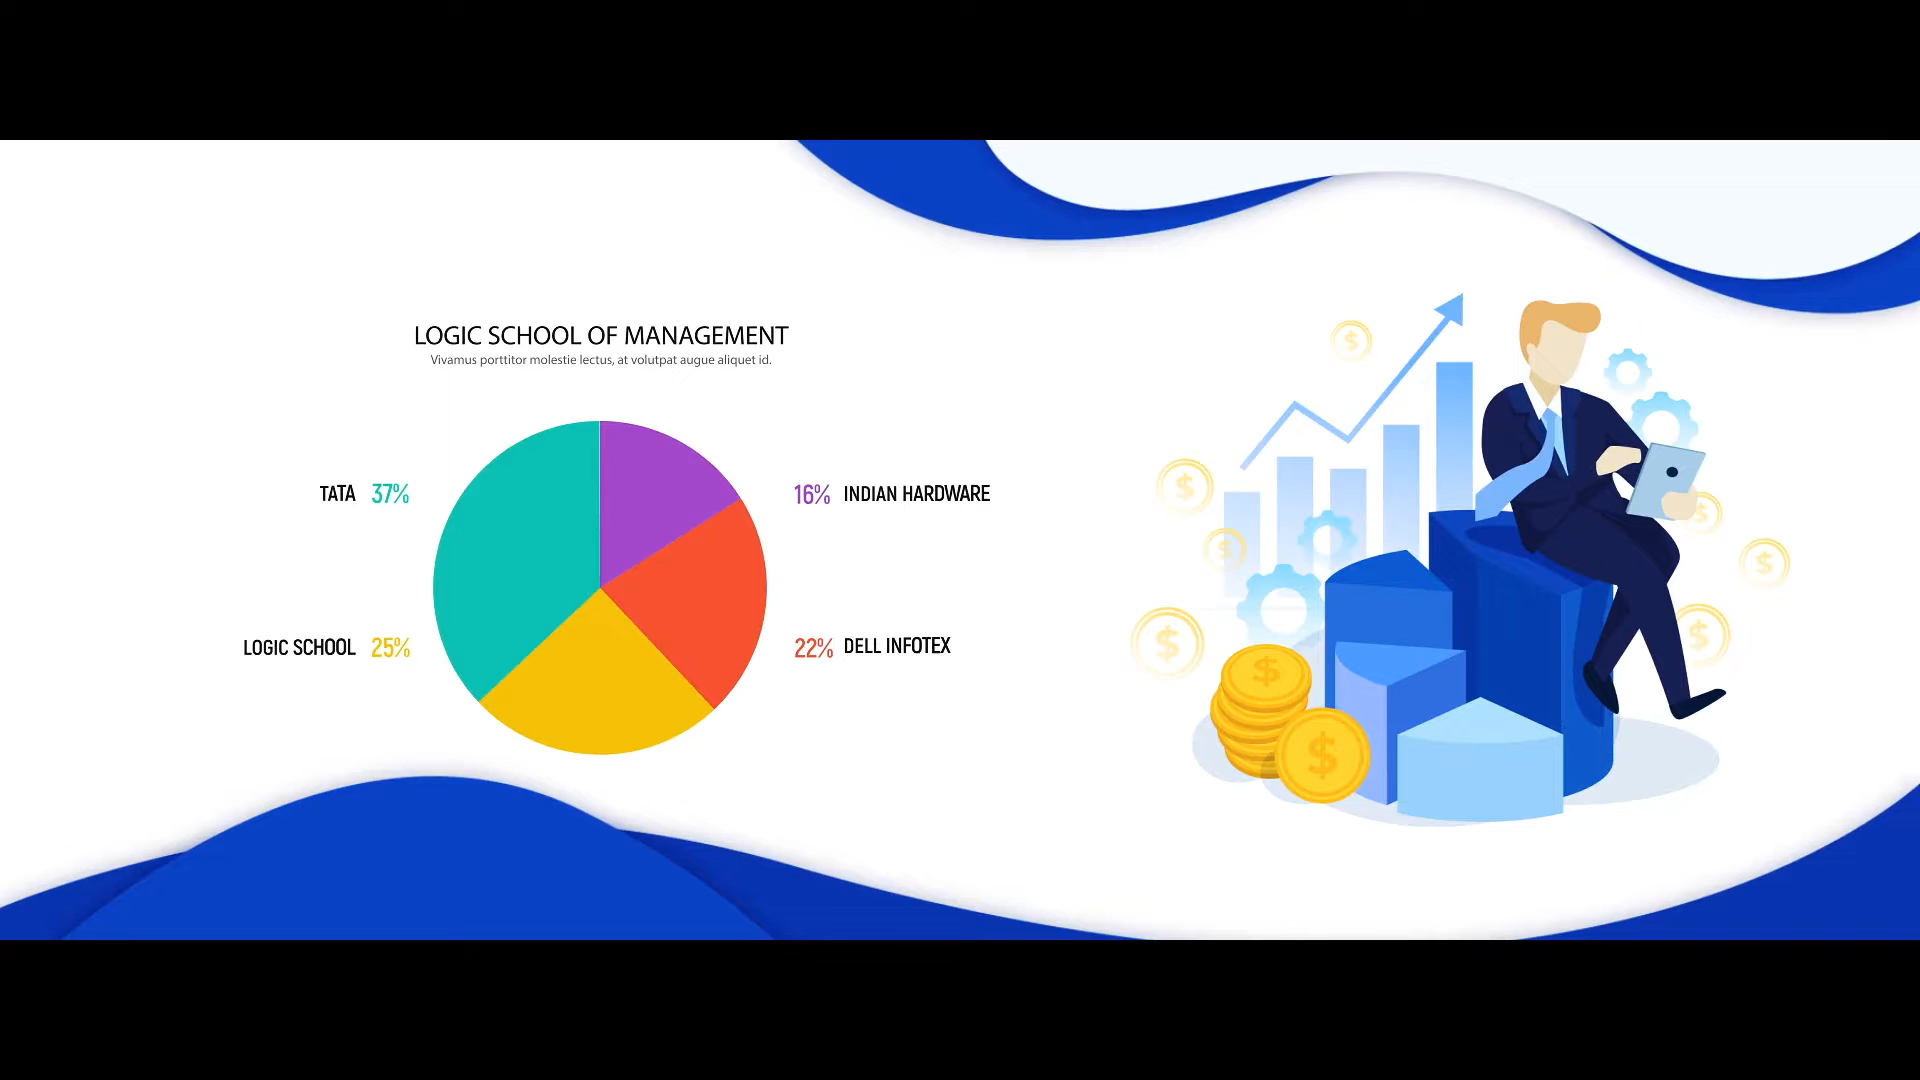 LOGIC SCHOOL OF MANAGEMENT
Vivamus porttitor molestie lectus, at volutpat augue aliquet id.
TATA 37%
16% INDIAN HARDWARE
LOGIC SCHOOL 25%
22% DELL INFOTEX
$
$
$
$
$
$
$
$
$